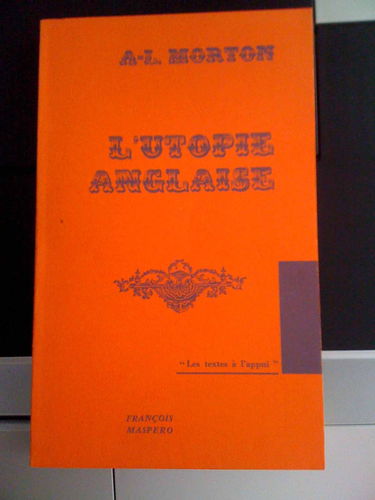 A-L. MORTON
L'UTOPIE
ANGLAISE
"Les textes à l'appui"
FRANÇOIS
MASPERO